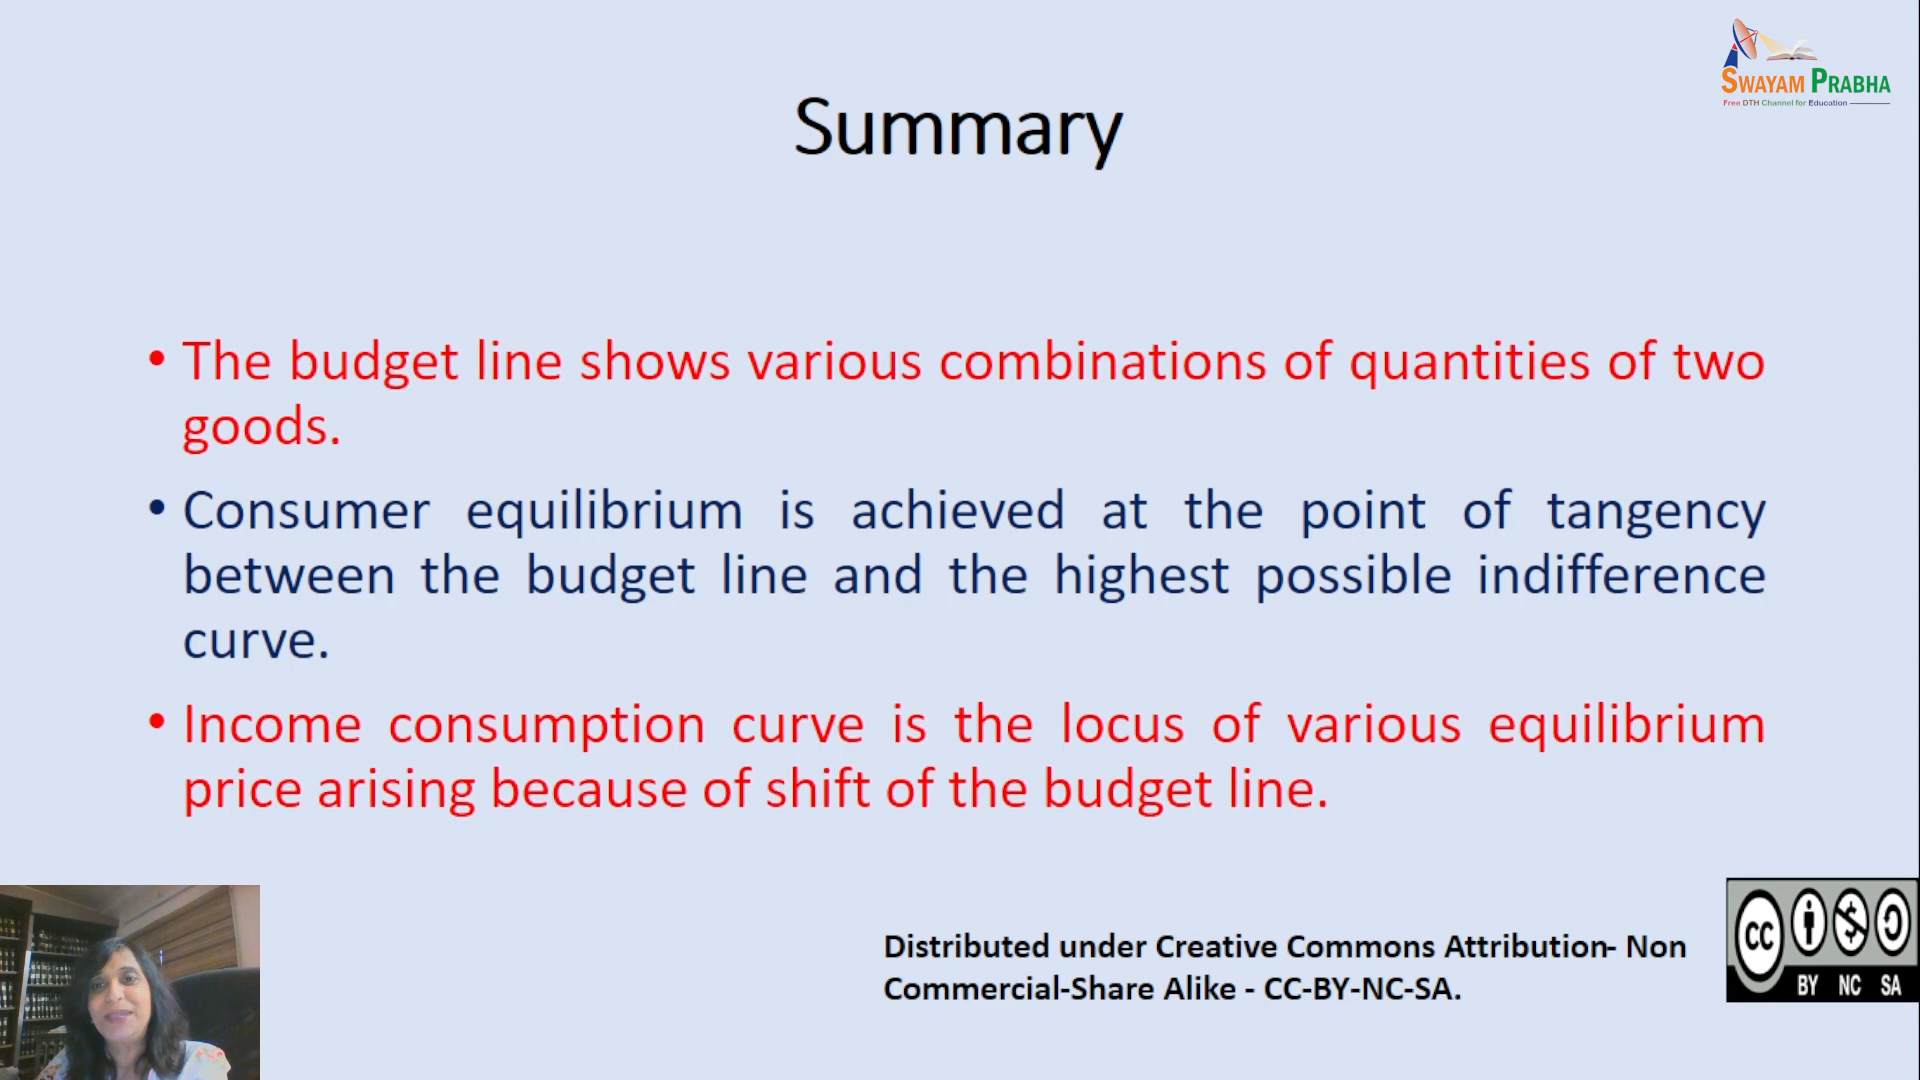 SWAYAM PRABHA
Free DTH Channel for Education
Summary
• The budget line shows various combinations of quantities of two
goods.
• Consumer equilibrium is achieved at the point of tangency
between the budget line and the highest possible indifference
curve.
• Income consumption curve is the locus of various equilibrium
price arising because of shift of the budget line.
Distributed under Creative Commons Attribution- Non
Commercial-Share Alike - CC-BY-NC-SA.
CC
BY NC SA